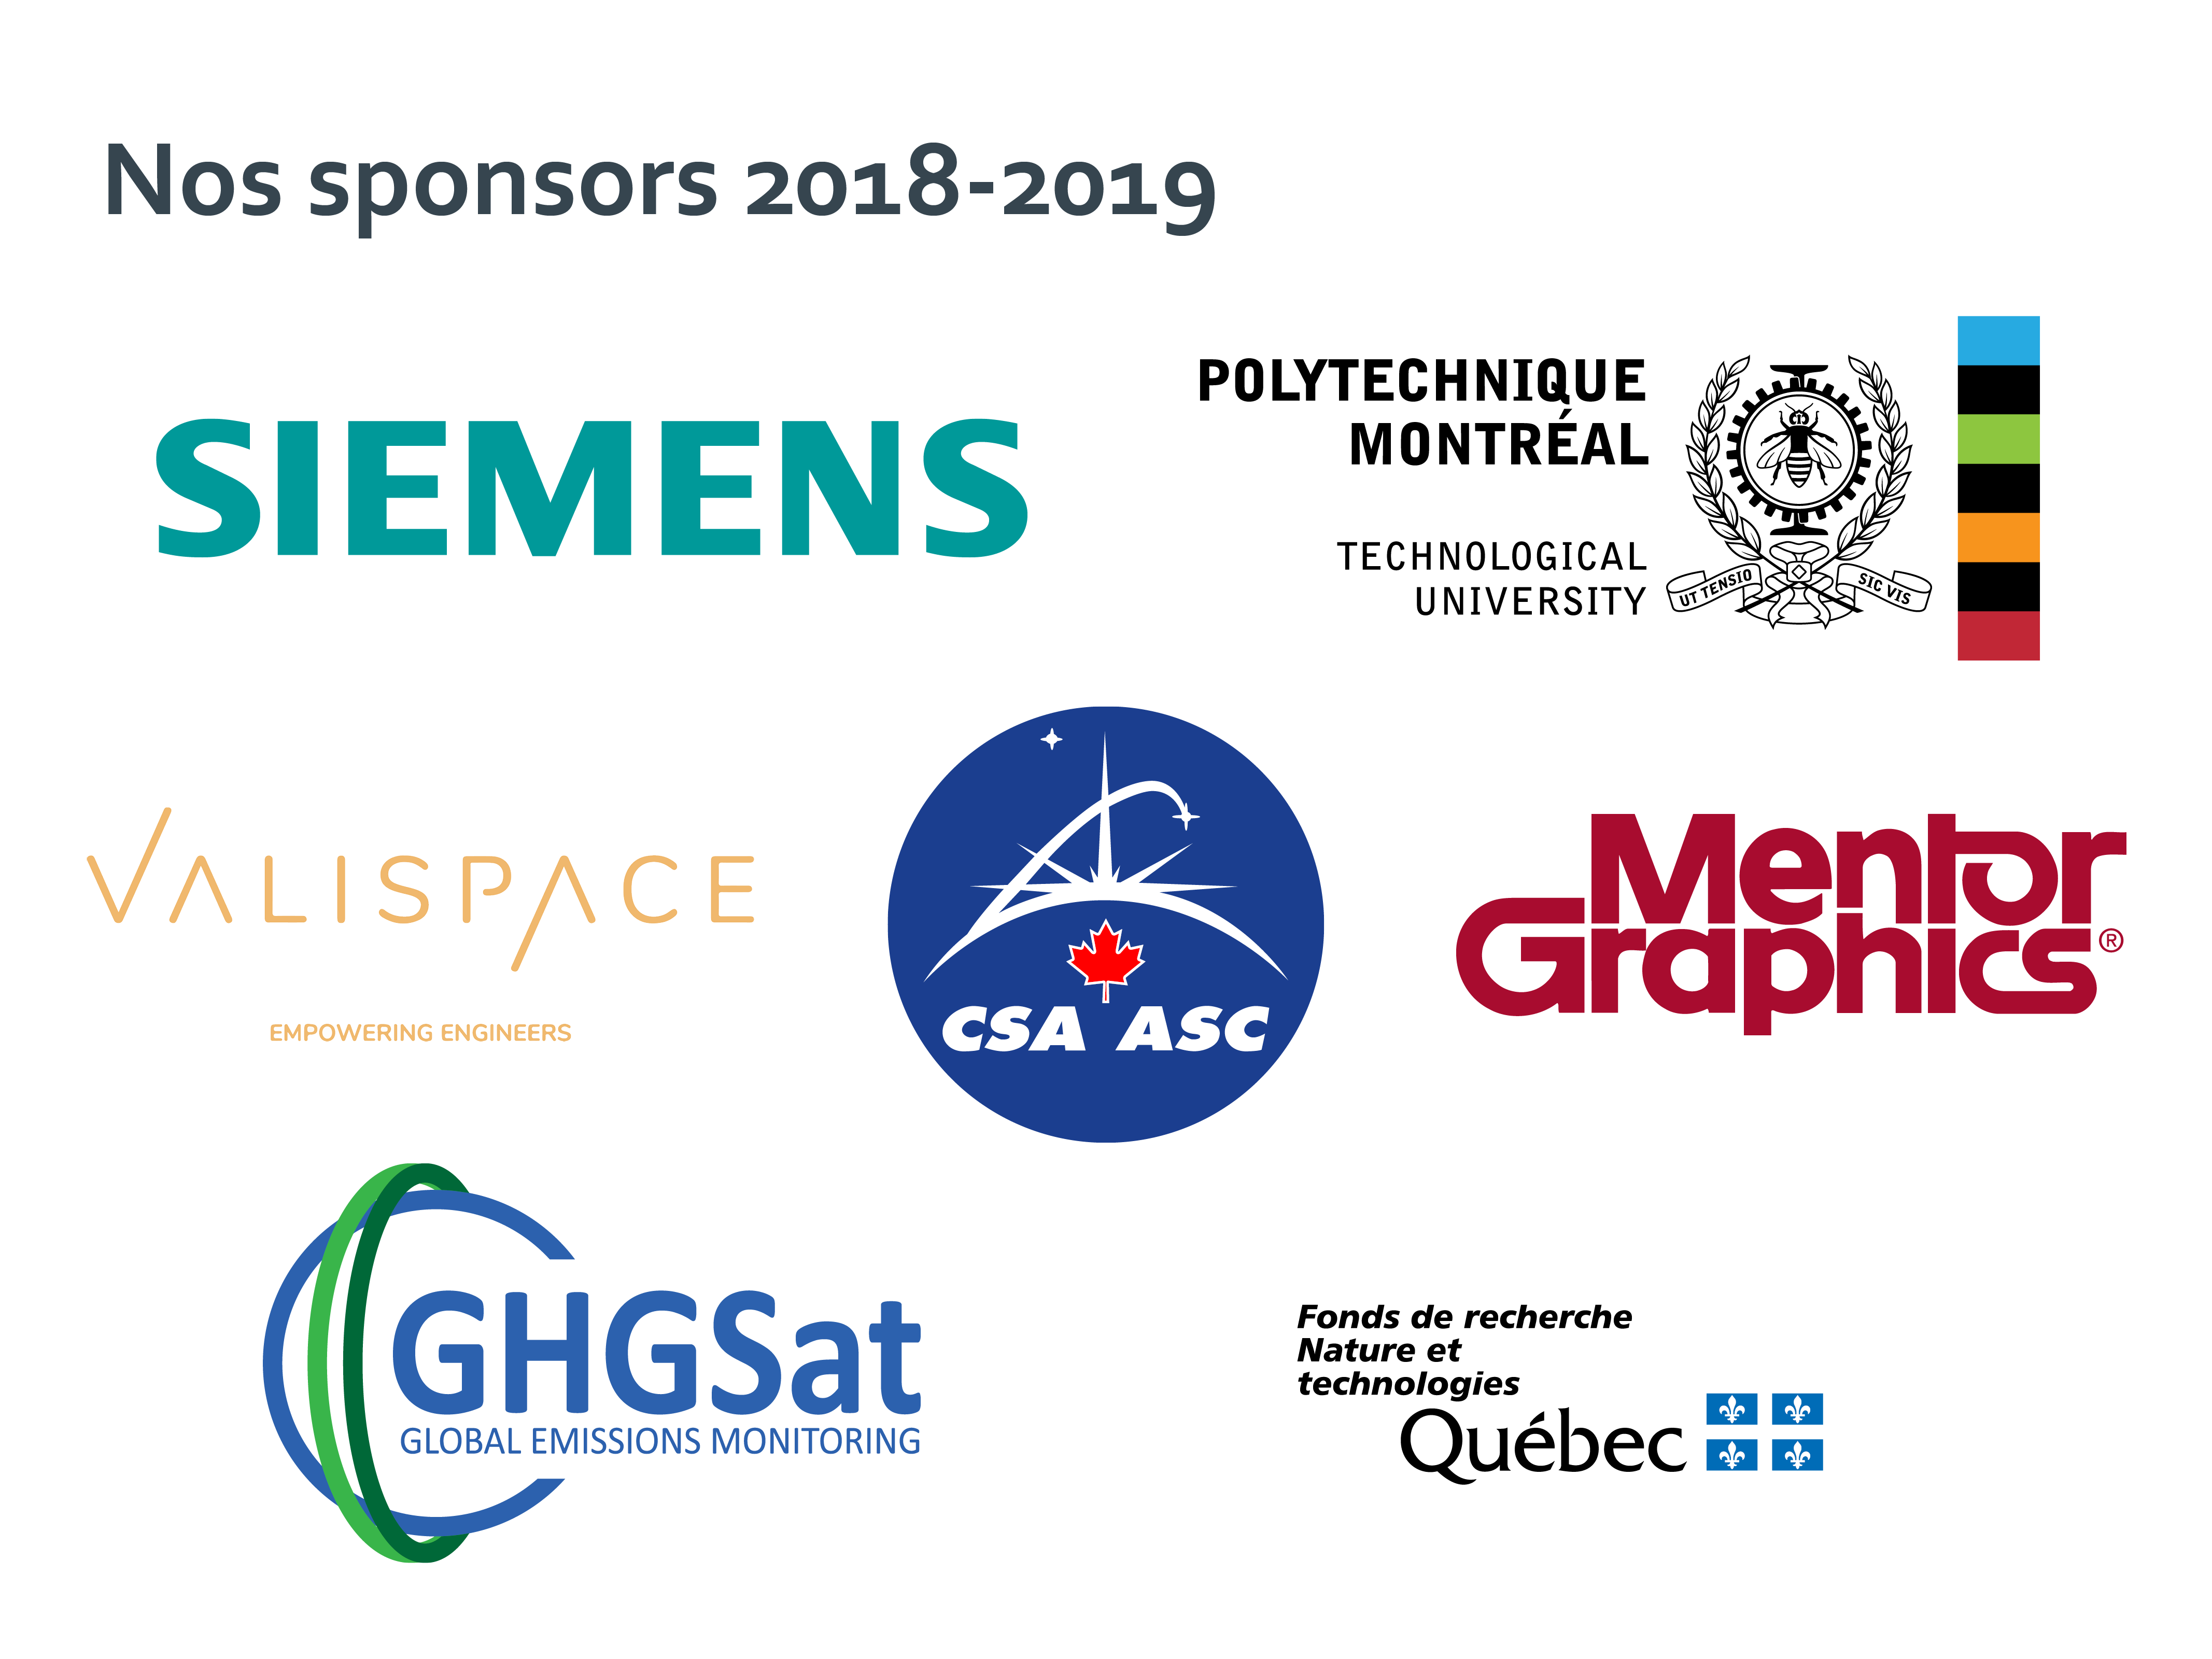 Nos sponsors 2018-2019
SIEMENS
POLYTECHNIQUE
MONTRÉAL
TECHNOLOGICAL
UNIVERSITY
UT TENSIO
SIC VIS
VALISPACE
EMPOWERING ENGINEERS
CSA ASC
Mentor
Graphics®
GHGSat
GLOBAL EMISSIONS MONITORING
Fonds de recherche
Nature et
technologies
Québec